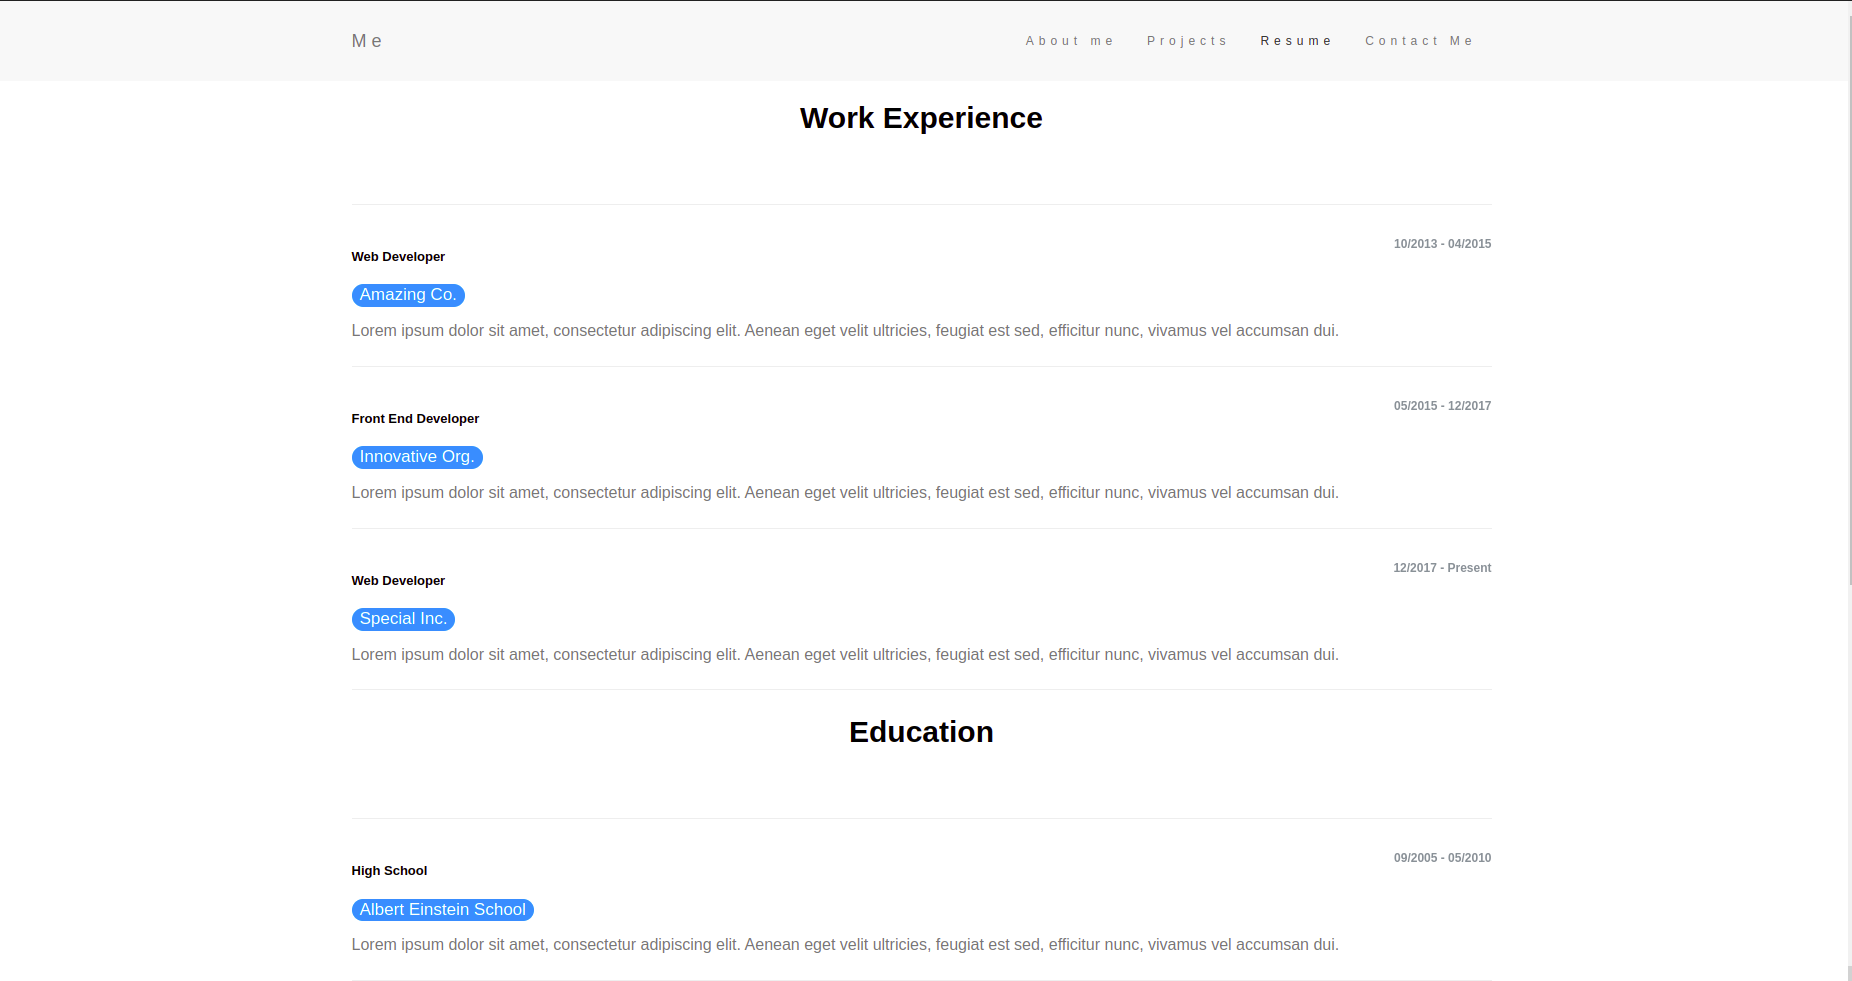 Me
About me Projects Resume Contact Me
Work Experience
10/2013 - 04/2015
Web Developer
Amazing Co.
Lorem ipsum dolor sit amet, consectetur adipiscing elit. Aenean eget velit ultricies, feugiat est sed, efficitur nunc, vivamus vel accumsan dui.
05/2015 - 12/2017
Front End Developer
Innovative Org.
Lorem ipsum dolor sit amet, consectetur adipiscing elit. Aenean eget velit ultricies, feugiat est sed, efficitur nunc, vivamus vel accumsan dui.
12/2017 - Present
Web Developer
Special Inc.
Lorem ipsum dolor sit amet, consectetur adipiscing elit. Aenean eget velit ultricies, feugiat est sed, efficitur nunc, vivamus vel accumsan dui.
Education
09/2005 - 05/2010
High School
Albert Einstein School
Lorem ipsum dolor sit amet, consectetur adipiscing elit. Aenean eget velit ultricies, feugiat est sed, efficitur nunc, vivamus vel accumsan dui.